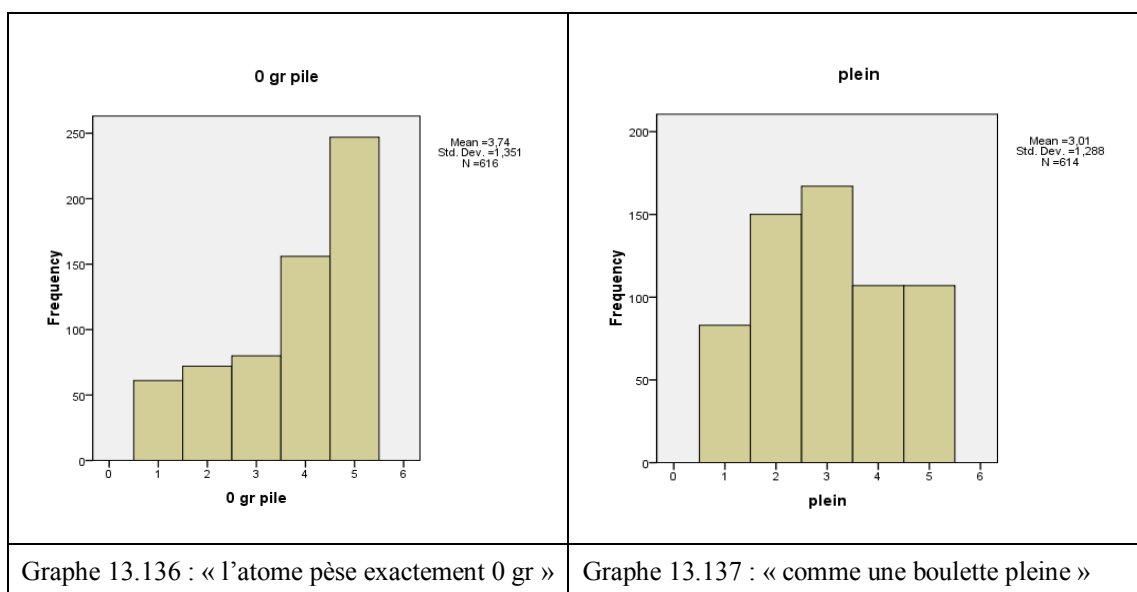 0 gr pile
Mean =3,74
Std. Dev. =1,351
N =616
Frequency
250
200
150
100
50
0
0 1 2 3 4 5 6
0 gr pile
Graphe 13.136 : « l’atome pèse exactement 0 gr »
plein
Mean =3,01
Std. Dev. =1,288
N =614
Frequency
200
150
100
50
0
0 1 2 3 4 5 6
plein
Graphe 13.137 : « comme une boulette pleine »